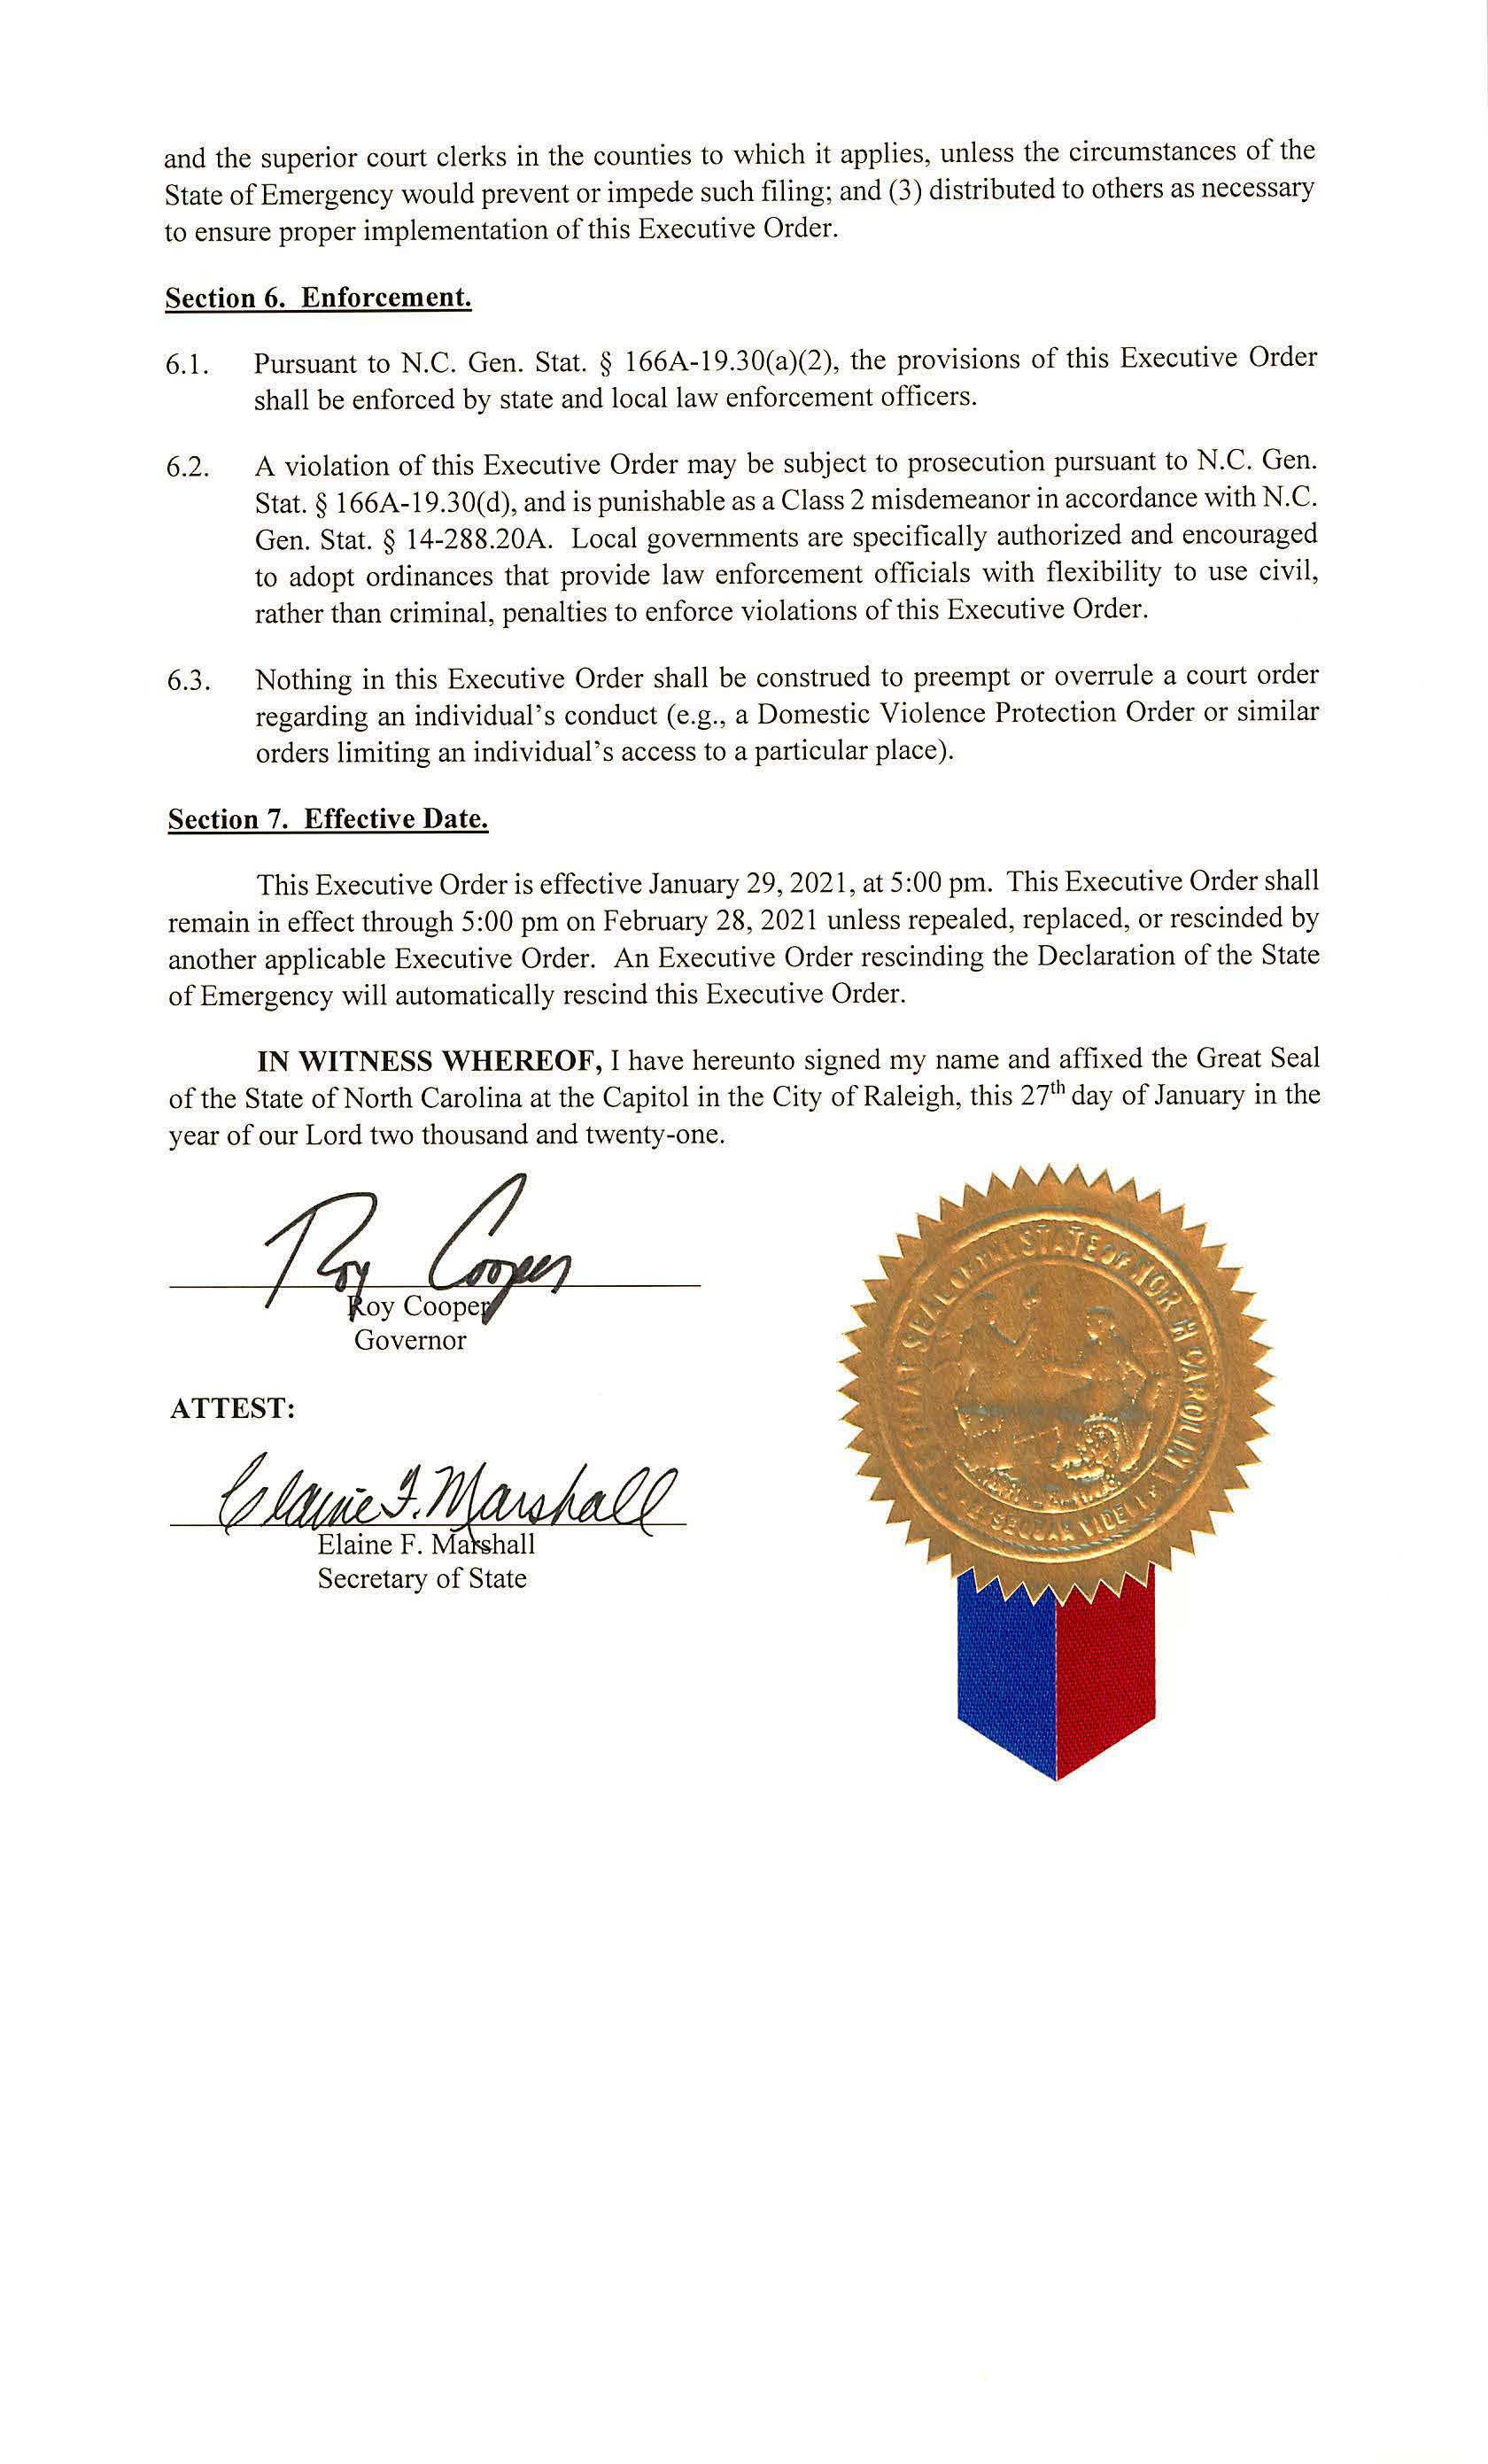 and the superior court clerks in the counties to which it applies, unless the circumstances of the
State of Emergency would prevent or impede such filing; and (3) distributed to others as necessary
to ensure proper implementation of this Executive Order.
Section 6. Enforcement.
6.1. Pursuant to N.C. Gen. Stat. § 166A-19.30(a)(2), the provisions of this Executive Order
shall be enforced by state and local law enforcement officers.
6.2. A violation of this Executive Order may be subject to prosecution pursuant to N.C. Gen.
Stat. § 166A-19.30(d), and is punishable as a Class 2 misdemeanor in accordance with N.C.
Gen. Stat. § 14-288.20A. Local governments are specifically authorized and encouraged
to adopt ordinances that provide law enforcement officials with flexibility to use civil,
rather than criminal, penalties to enforce violations of this Executive Order.
6.3. Nothing in this Executive Order shall be construed to preempt or overrule a court order
regarding an individual's conduct (e.g., a Domestic Violence Protection Order or similar
orders limiting an individual's access to a particular place).
Section 7. Effective Date.
This Executive Order is effective January 29, 2021, at 5:00 pm. This Executive Order shall
remain in effect through 5:00 pm on February 28, 2021 unless repealed, replaced, or rescinded by
another applicable Executive Order. An Executive Order rescinding the Declaration of the State
of Emergency will automatically rescind this Executive Order.
IN WITNESS WHEREOF, I have hereunto signed my name and affixed the Great Seal
of the State of North Carolina at the Capitol in the City of Raleigh, this 27th day of January in the
year of our Lord two thousand and twenty-one.
Roy Cooper
Roy Cooper
Governor
ATTEST:
Elaine F. Marshall
Elaine F. Marshall
Secretary of State
SEAL OF THE STATE OF NORTH CAROLINA